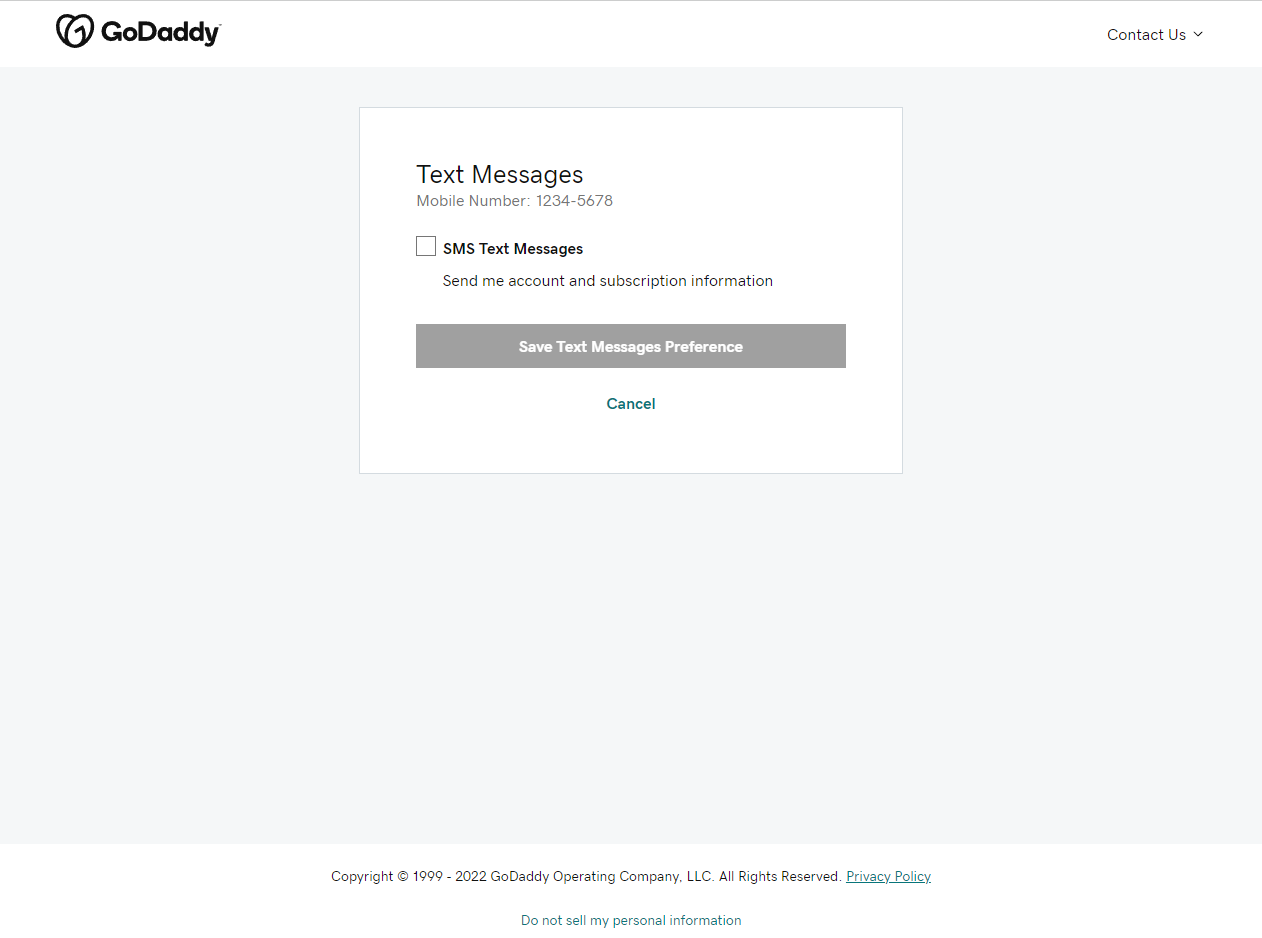 GoDaddy
Contact Us
Text Messages
Mobile Number: 1234-5678
SMS Text Messages
Send me account and subscription information
Save Text Messages Preference
Cancel
Copyright © 1999 - 2022 GoDaddy Operating Company, LLC. All Rights Reserved. Privacy Policy
Do not sell my personal information